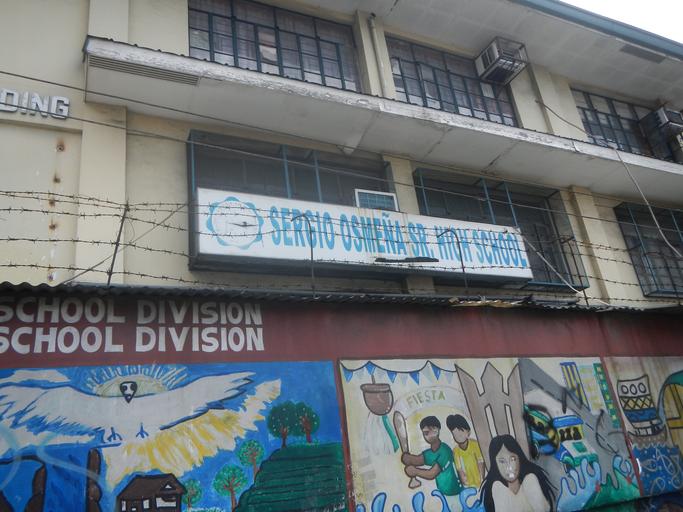 DING
SERGIO OSMEÑA SR. HIGH SCHOOL
SCHOOL DIVISION
SCHOOL DIVISION
FIESTA